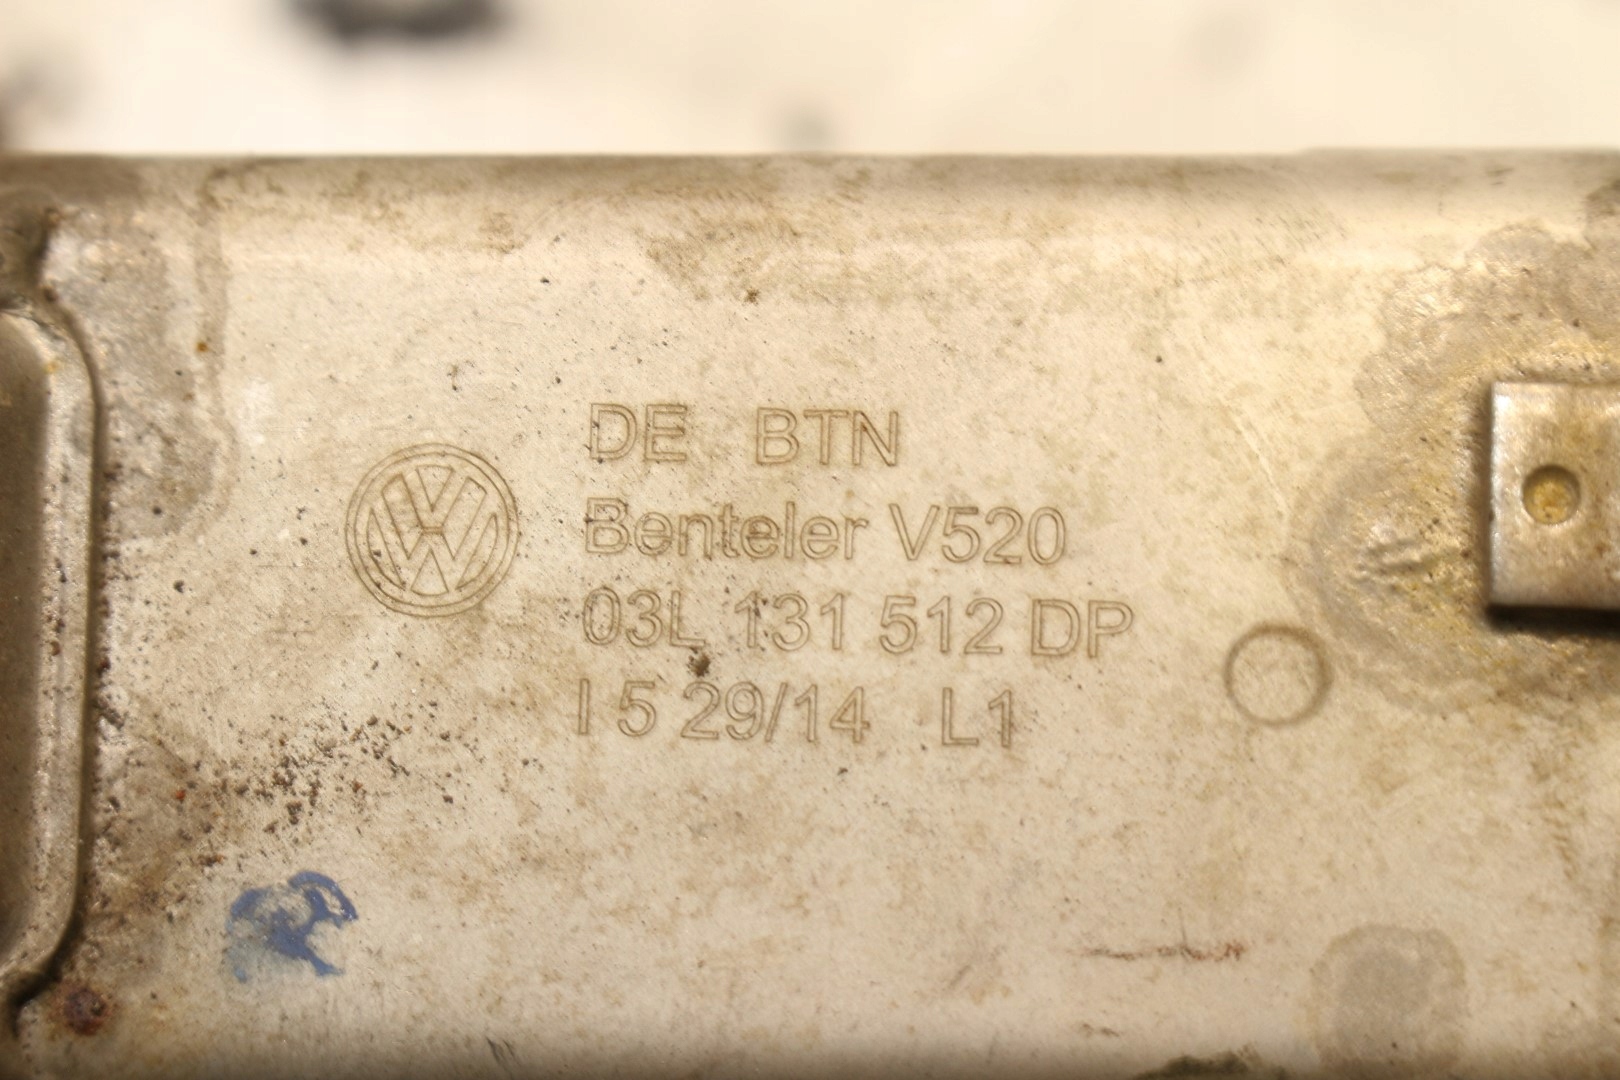 DE BTN
Benteler V520
03L 131 512 DP
I 5 29/14 L1